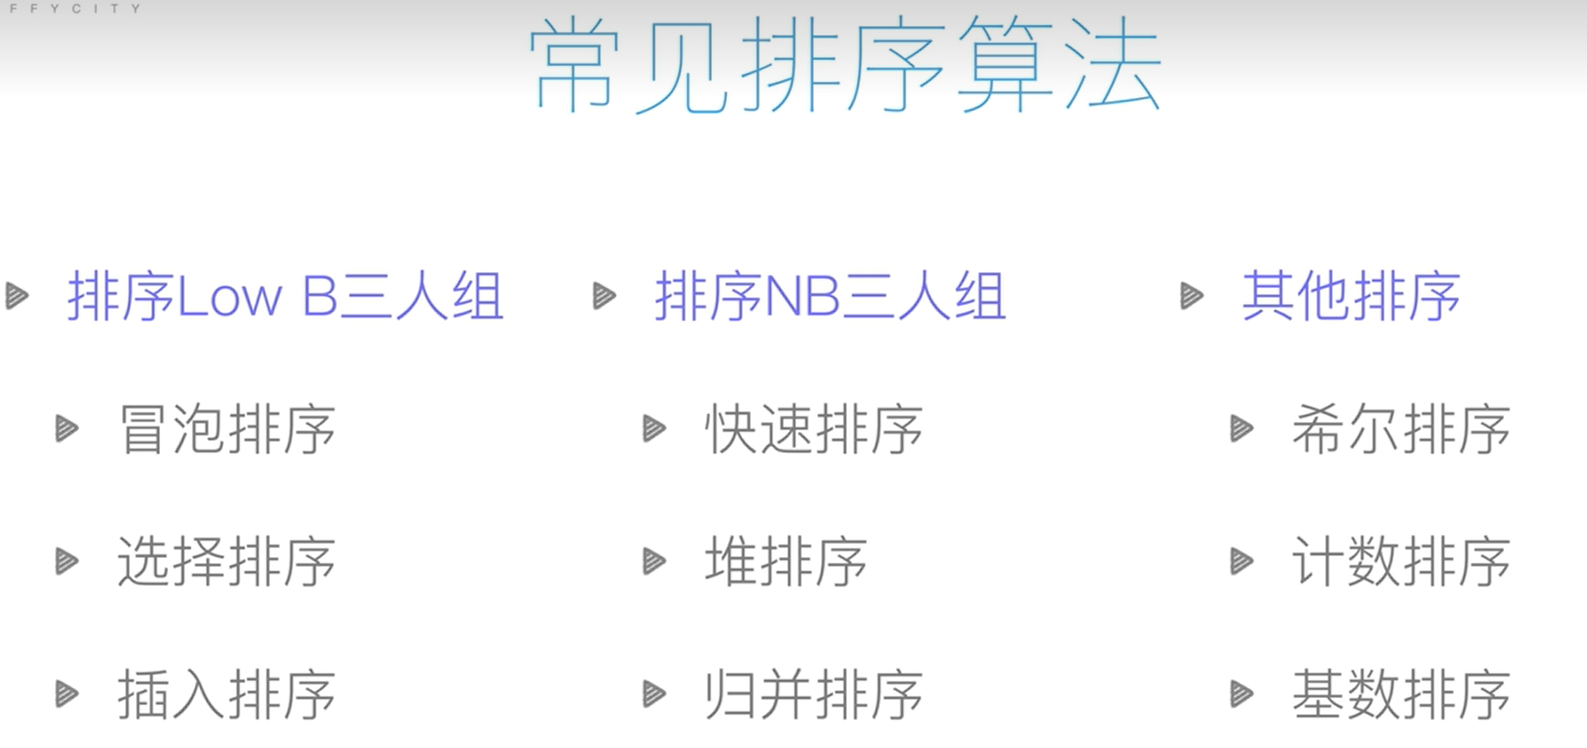 FFYCITY
常见排序算法
排序Low B三人组
冒泡排序
选择排序
插入排序
排序NB三人组
快速排序
堆排序
归并排序
其他排序
希尔排序
计数排序
基数排序